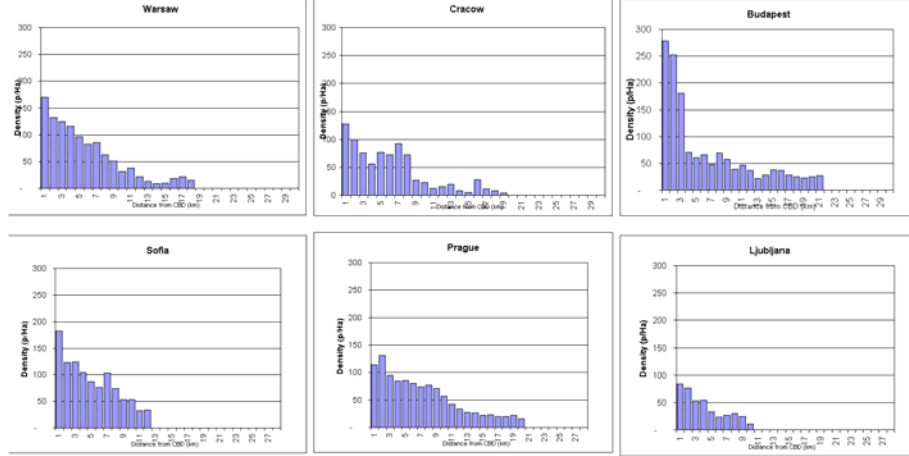 Warsaw
Density (p/Ha)
300
250
200
150
100
50
-
1 3 5 7 9 11 13 15 17 19 21 23 25 27 29
Distance from CBD (km)
Cracow
Density (p/Ha)
300
250
200
150
100
50
-
1 3 5 7 9 11 13 15 17 19 21 23 25 27 29
Distance from CBD (km)
Budapest
Density (p/Ha)
300
250
200
150
100
50
-
1 3 5 7 9 11 13 15 17 19 21 23 25 27 29
Distance from CBD (km)
Sofia
Density (p/Ha)
300
250
200
150
100
50
-
1 3 5 7 9 11 13 15 17 19 21 23 25 27
Distance from CBD (km)
Prague
Density (p/Ha)
300
250
200
150
100
50
-
1 3 5 7 9 11 13 15 17 19 21 23 25 27
Distance from CBD (km)
Ljubljana
Density (p/Ha)
300
250
200
150
100
50
-
1 3 5 7 9 11 13 15 17 19 21 23 25 27
Distance from CBD (km)